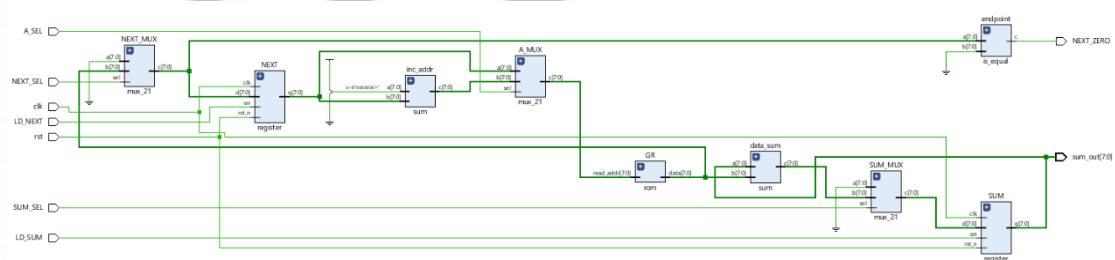 A_SEL
NEXT_SEL
clk
LD_NEXT
rst
SUM_SEL
LD_SUM
NEXT_MUX
a[7:0]
b[7:0]
sel
c[7:0]
mux_21
NEXT
clk
d[7:0]
en
rst_n
q[7:0]
register
inc_addr
a[7:0]
b[7:0]
c[7:0]
sum
A_MUX
a[7:0]
b[7:0]
sel
c[7:0]
mux_21
GR
read_add[7:0]
data[7:0]
rom
data_sum
a[7:0]
b[7:0]
c[7:0]
sum
SUM_MUX
a[7:0]
b[7:0]
sel
c[7:0]
mux_21
SUM
clk
d[7:0]
en
rst_n
q[7:0]
register
endpoint
a[7:0]
b[7:0]
c
is_equal
NEXT_ZERO
sum_out[7:0]